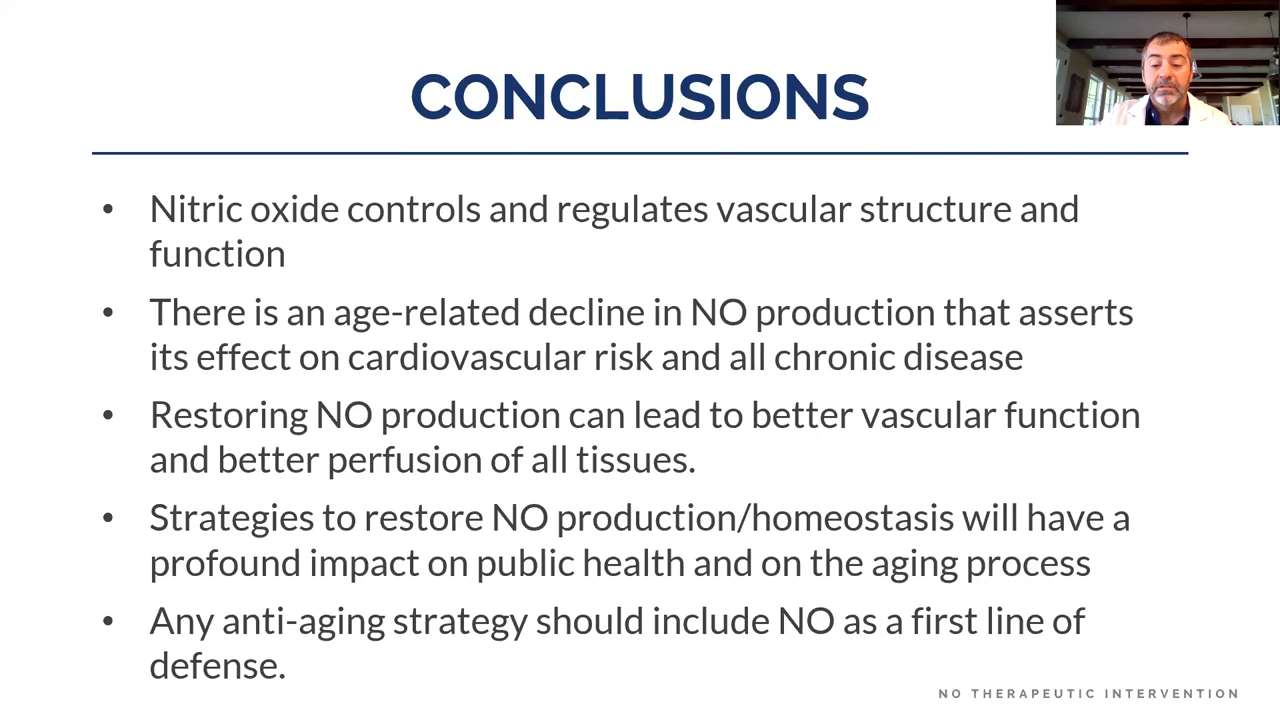 CONCLUSIONS
• Nitric oxide controls and regulates vascular structure and
function
• There is an age-related decline in NO production that asserts
its effect on cardiovascular risk and all chronic disease
• Restoring NO production can lead to better vascular function
and better perfusion of all tissues.
• Strategies to restore NO production/homeostasis will have a
profound impact on public health and on the aging process
• Any anti-aging strategy should include NO as a first line of
defense.
NO THERAPEUTIC INTERVENTION